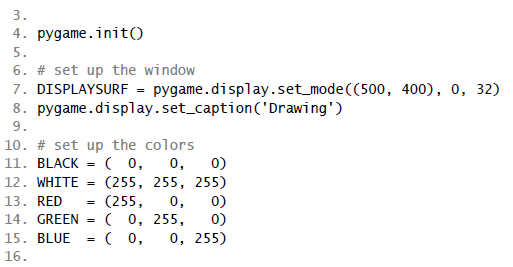 3.
4. pygame.init()
5.
6. # set up the window
7. DISPLAYSURF = pygame.display.set_mode((500, 400), 0, 32)
8. pygame.display.set_caption('Drawing')
9.
10. # set up the colors
11. BLACK = (  0,   0,   0)
12. WHITE = (255, 255, 255)
13. RED   = (255,   0,   0)
14. GREEN = (  0, 255,   0)
15. BLUE  = (  0,   0, 255)
16.